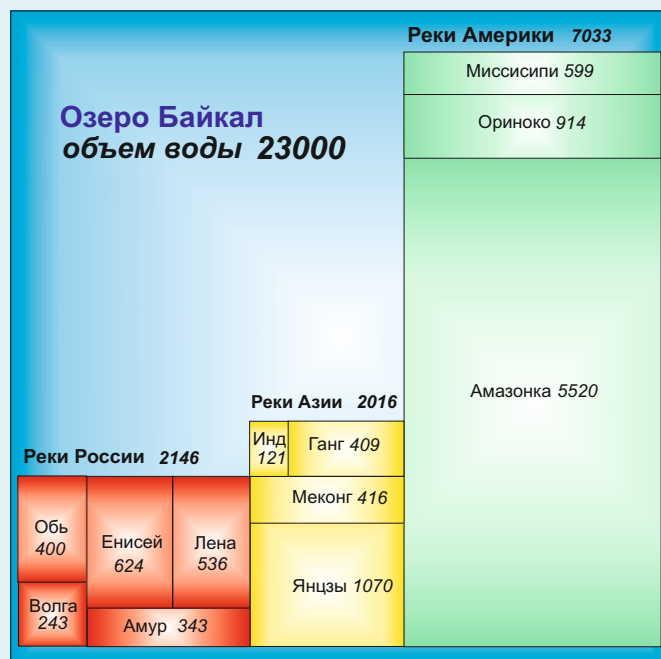 Реки Америки 7033
Миссисипи 599
Ориноко 914
Амазонка 5520
Озеро Байкал
объем воды 23000
Реки Азии 2016
Инд
121
Ганг 409
Меконг 416
Янцзы 1070
Реки России 2146
Обь
400
Енисей
624
Лена
536
Волга
243
Амур 343